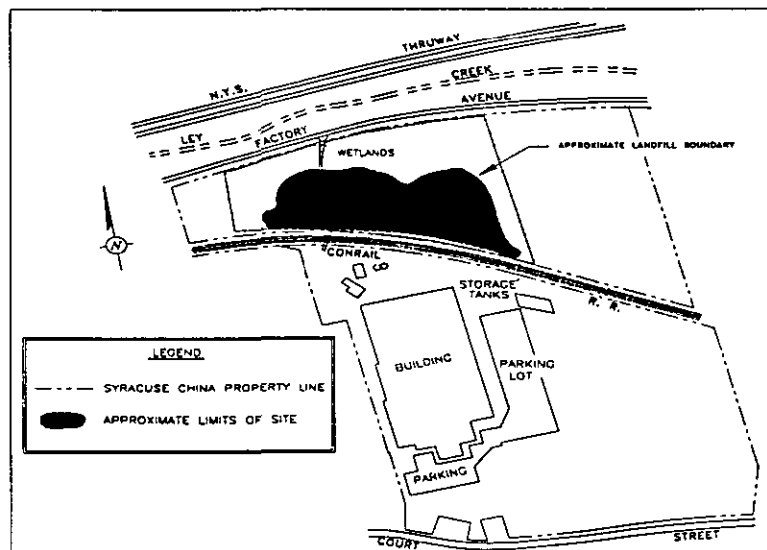 N.Y.S. THRUWAY
LEY CREEK
FACTORY AVENUE
WETLANDS
APPROXIMATE LANDFILL BOUNDARY
N
CONRAIL R. R.
STORAGE
TANKS
BUILDING
PARKING
LOT
PARKING
COURT STREET
LEGEND
SYRACUSE CHINA PROPERTY LINE
APPROXIMATE LIMITS OF SITE